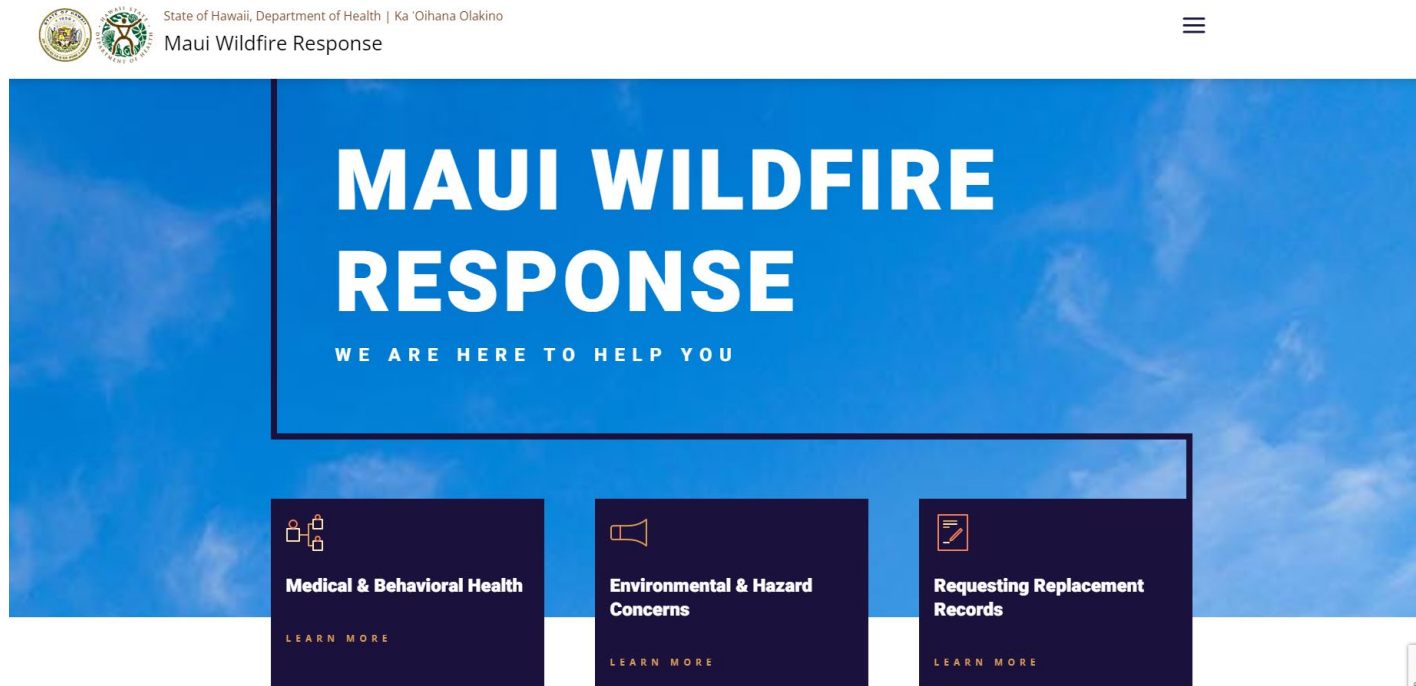 State of Hawaii, Department of Health | Ka ʻOihana Olakino
Maui Wildfire Response
MAUI WILDFIRE
RESPONSE
WE ARE HERE TO HELP YOU
Medical & Behavioral Health
LEARN MORE
Environmental & Hazard
Concerns
LEARN MORE
Requesting Replacement
Records
LEARN MORE